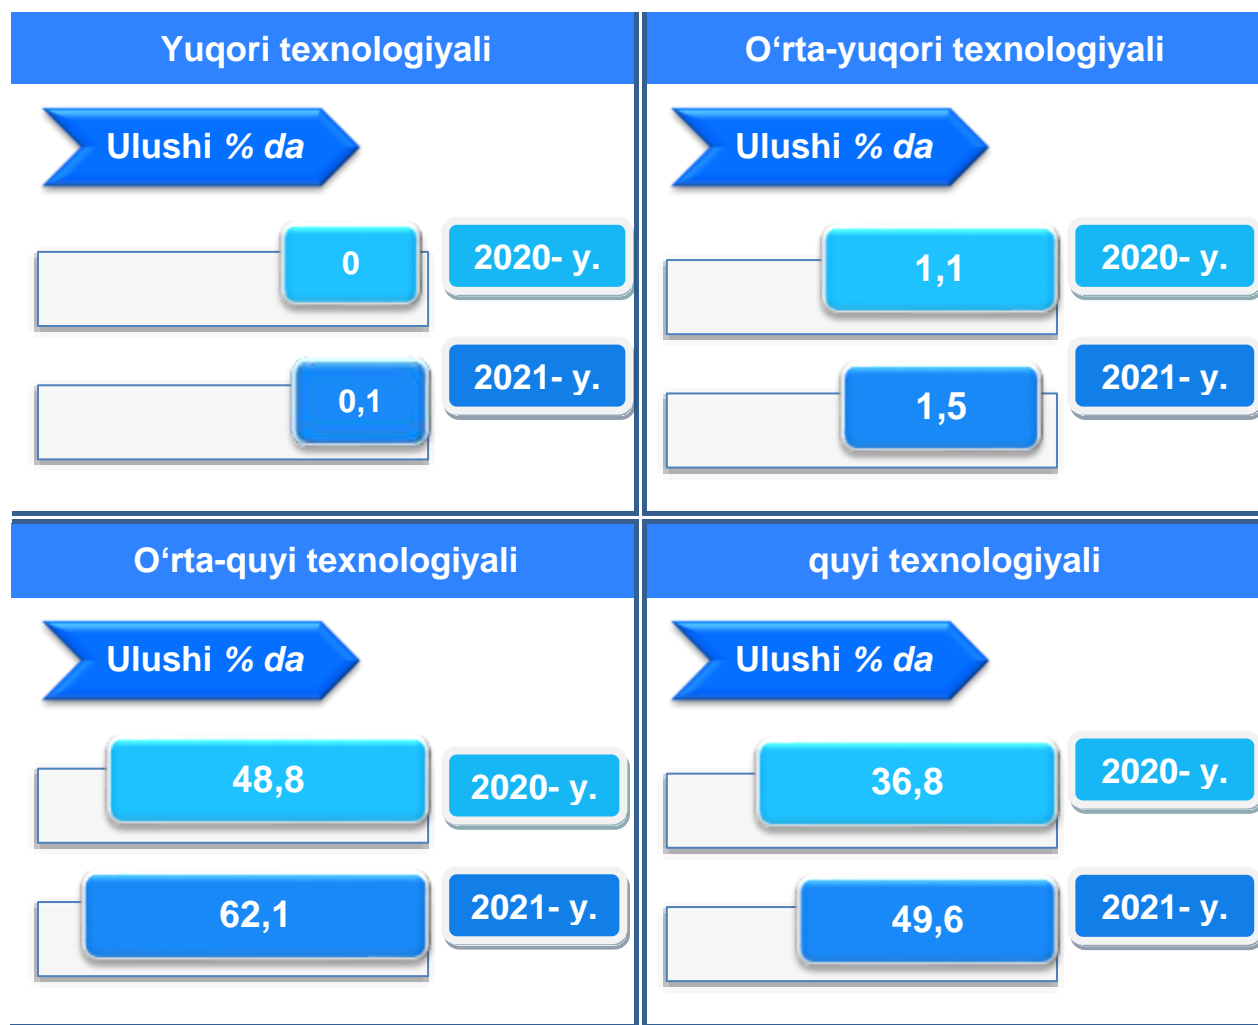 Yuqori texnologiyali
Ulushi % da
0
2020- y.
0,1
2021- y.
O‘rta-yuqori texnologiyali
Ulushi % da
1,1
2020- y.
1,5
2021- y.
O‘rta-quyi texnologiyali
Ulushi % da
48,8
2020- y.
62,1
2021- y.
quyi texnologiyali
Ulushi % da
36,8
2020- y.
49,6
2021- y.